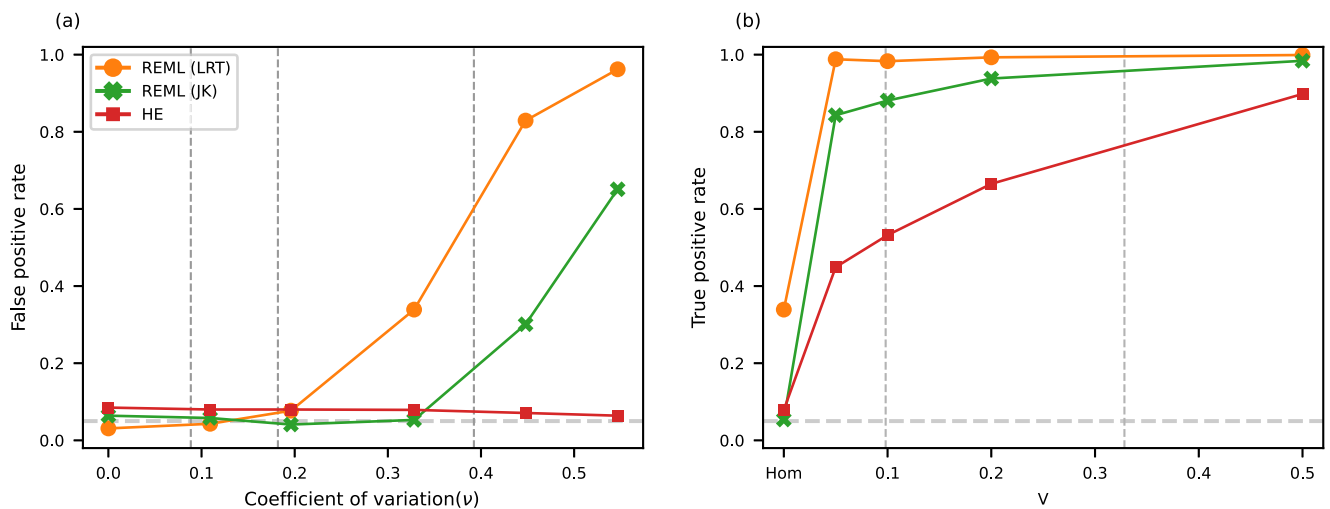 (a)
False positive rate
1.0
0.8
0.6
0.4
0.2
0.0
REML (LRT)
REML (JK)
HE
0.0 0.1 0.2 0.3 0.4 0.5
Coefficient of variation(ν)
(b)
True positive rate
1.0
0.8
0.6
0.4
0.2
0.0
Hom 0.1 0.2 0.3 0.4 0.5
V